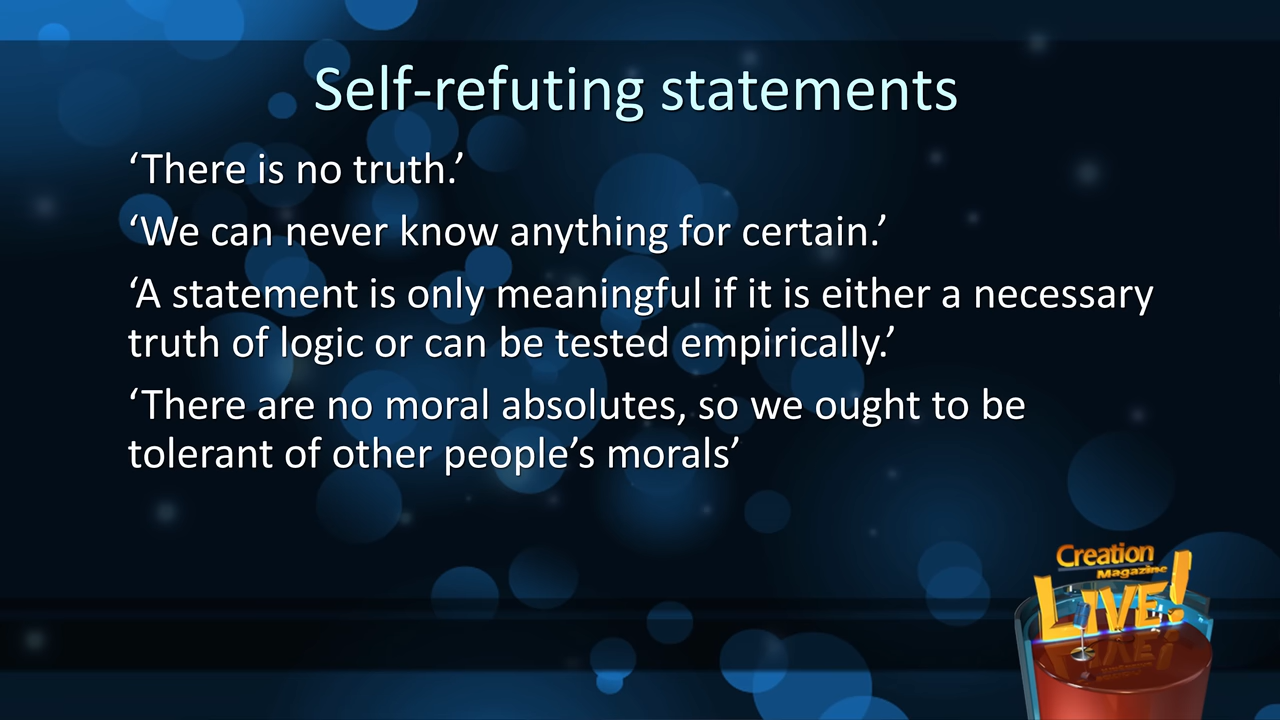 Self-refuting statements
‘There is no truth.’
‘We can never know anything for certain.’
‘A statement is only meaningful if it is either a necessary
truth of logic or can be tested empirically.’
‘There are no moral absolutes, so we ought to be
tolerant of other people’s morals’
Creation
Magazine
LIVE!